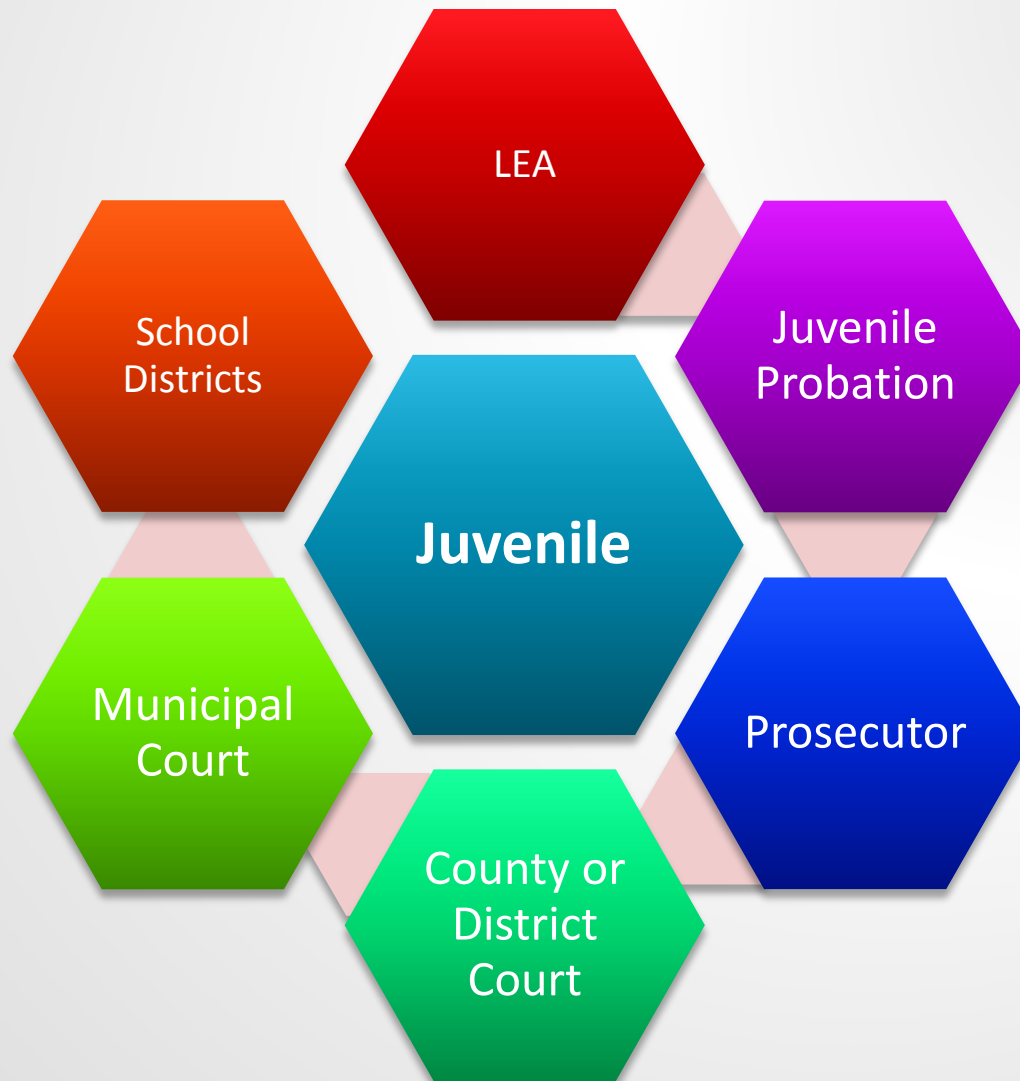 LEA
School
Districts
Juvenile
Probation
Juvenile
Municipal
Court
Prosecutor
County or
District
Court